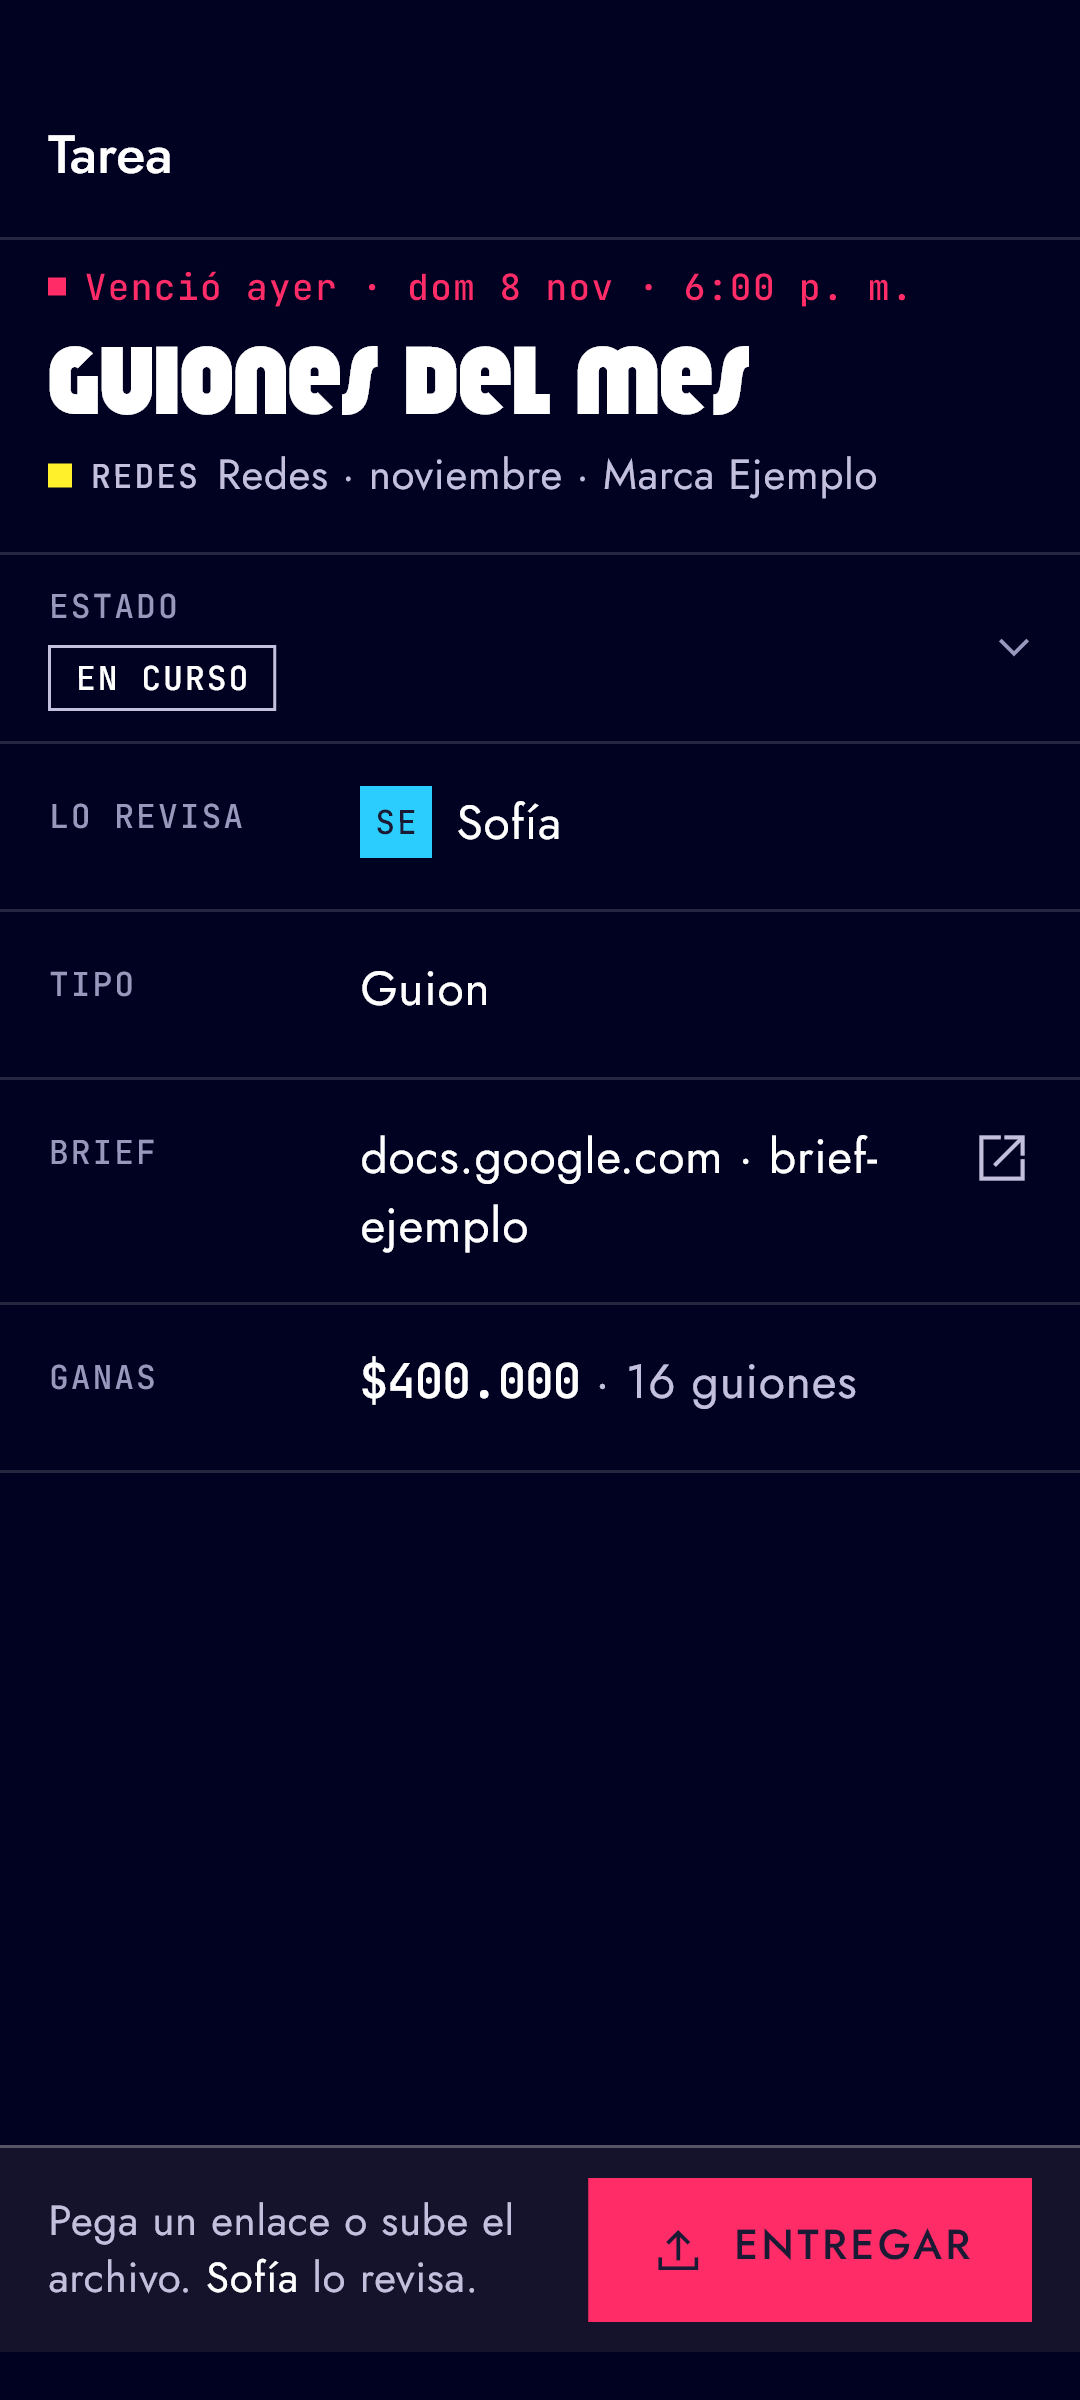 Tarea
Venció ayer · dom 8 nov · 6:00 p. m.
GUIONES DEL MES
REDES Redes · noviembre · Marca Ejemplo
ESTADO
EN CURSO
LO REVISA SE Sofía
TIPO Guion
BRIEF docs.google.com · brief-
ejemplo
GANAS $400.000 · 16 guiones
Pega un enlace o sube el
archivo. Sofía lo revisa.
ENTREGAR